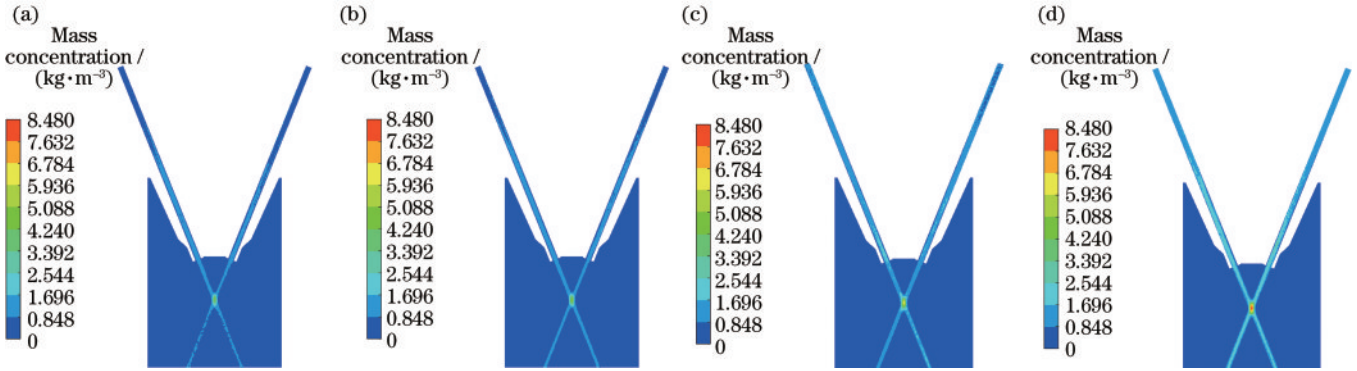 (a)
Mass
concentration /
(kg·m⁻³)
8.480
7.632
6.784
5.936
5.088
4.240
3.392
2.544
1.696
0.848
0
(b)
Mass
concentration /
(kg·m⁻³)
8.480
7.632
6.784
5.936
5.088
4.240
3.392
2.544
1.696
0.848
0
(c)
Mass
concentration /
(kg·m⁻³)
8.480
7.632
6.784
5.936
5.088
4.240
3.392
2.544
1.696
0.848
0
(d)
Mass
concentration /
(kg·m⁻³)
8.480
7.632
6.784
5.936
5.088
4.240
3.392
2.544
1.696
0.848
0